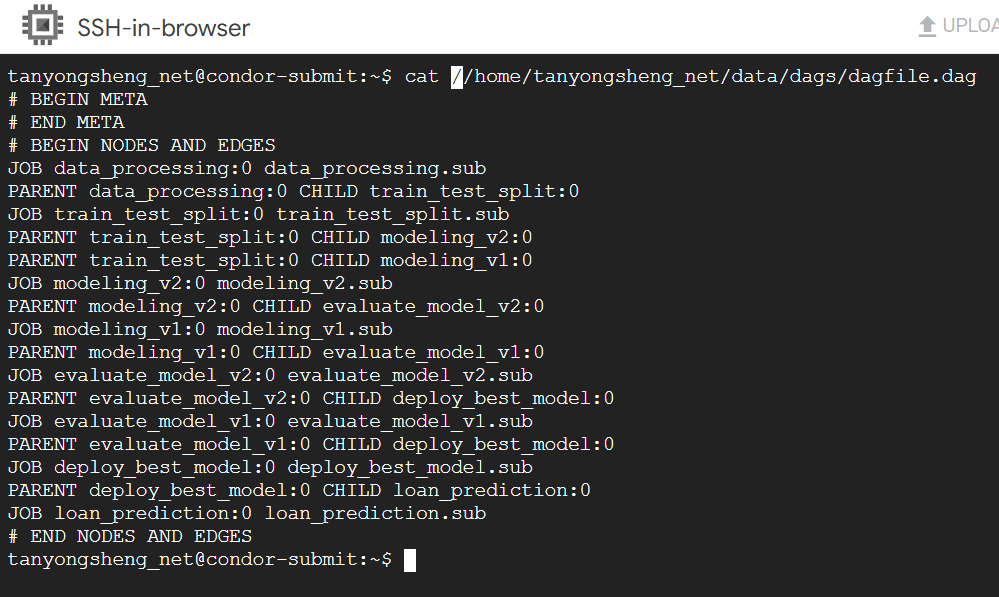 SSH-in-browser
UPLOA
tanyongsheng_net@condor-submit:~$ cat //home/tanyongsheng_net/data/dags/dagfile.dag
# BEGIN META
# END META
# BEGIN NODES AND EDGES
JOB data_processing:0 data_processing.sub
PARENT data_processing:0 CHILD train_test_split:0
JOB train_test_split:0 train_test_split.sub
PARENT train_test_split:0 CHILD modeling_v2:0
PARENT train_test_split:0 CHILD modeling_v1:0
JOB modeling_v2:0 modeling_v2.sub
PARENT modeling_v2:0 CHILD evaluate_model_v2:0
JOB modeling_v1:0 modeling_v1.sub
PARENT modeling_v1:0 CHILD evaluate_model_v1:0
JOB evaluate_model_v2:0 evaluate_model_v2.sub
PARENT evaluate_model_v2:0 CHILD deploy_best_model:0
JOB evaluate_model_v1:0 evaluate_model_v1.sub
PARENT evaluate_model_v1:0 CHILD deploy_best_model:0
JOB deploy_best_model:0 deploy_best_model.sub
PARENT deploy_best_model:0 CHILD loan_prediction:0
JOB loan_prediction:0 loan_prediction.sub
# END NODES AND EDGES
tanyongsheng_net@condor-submit:~$